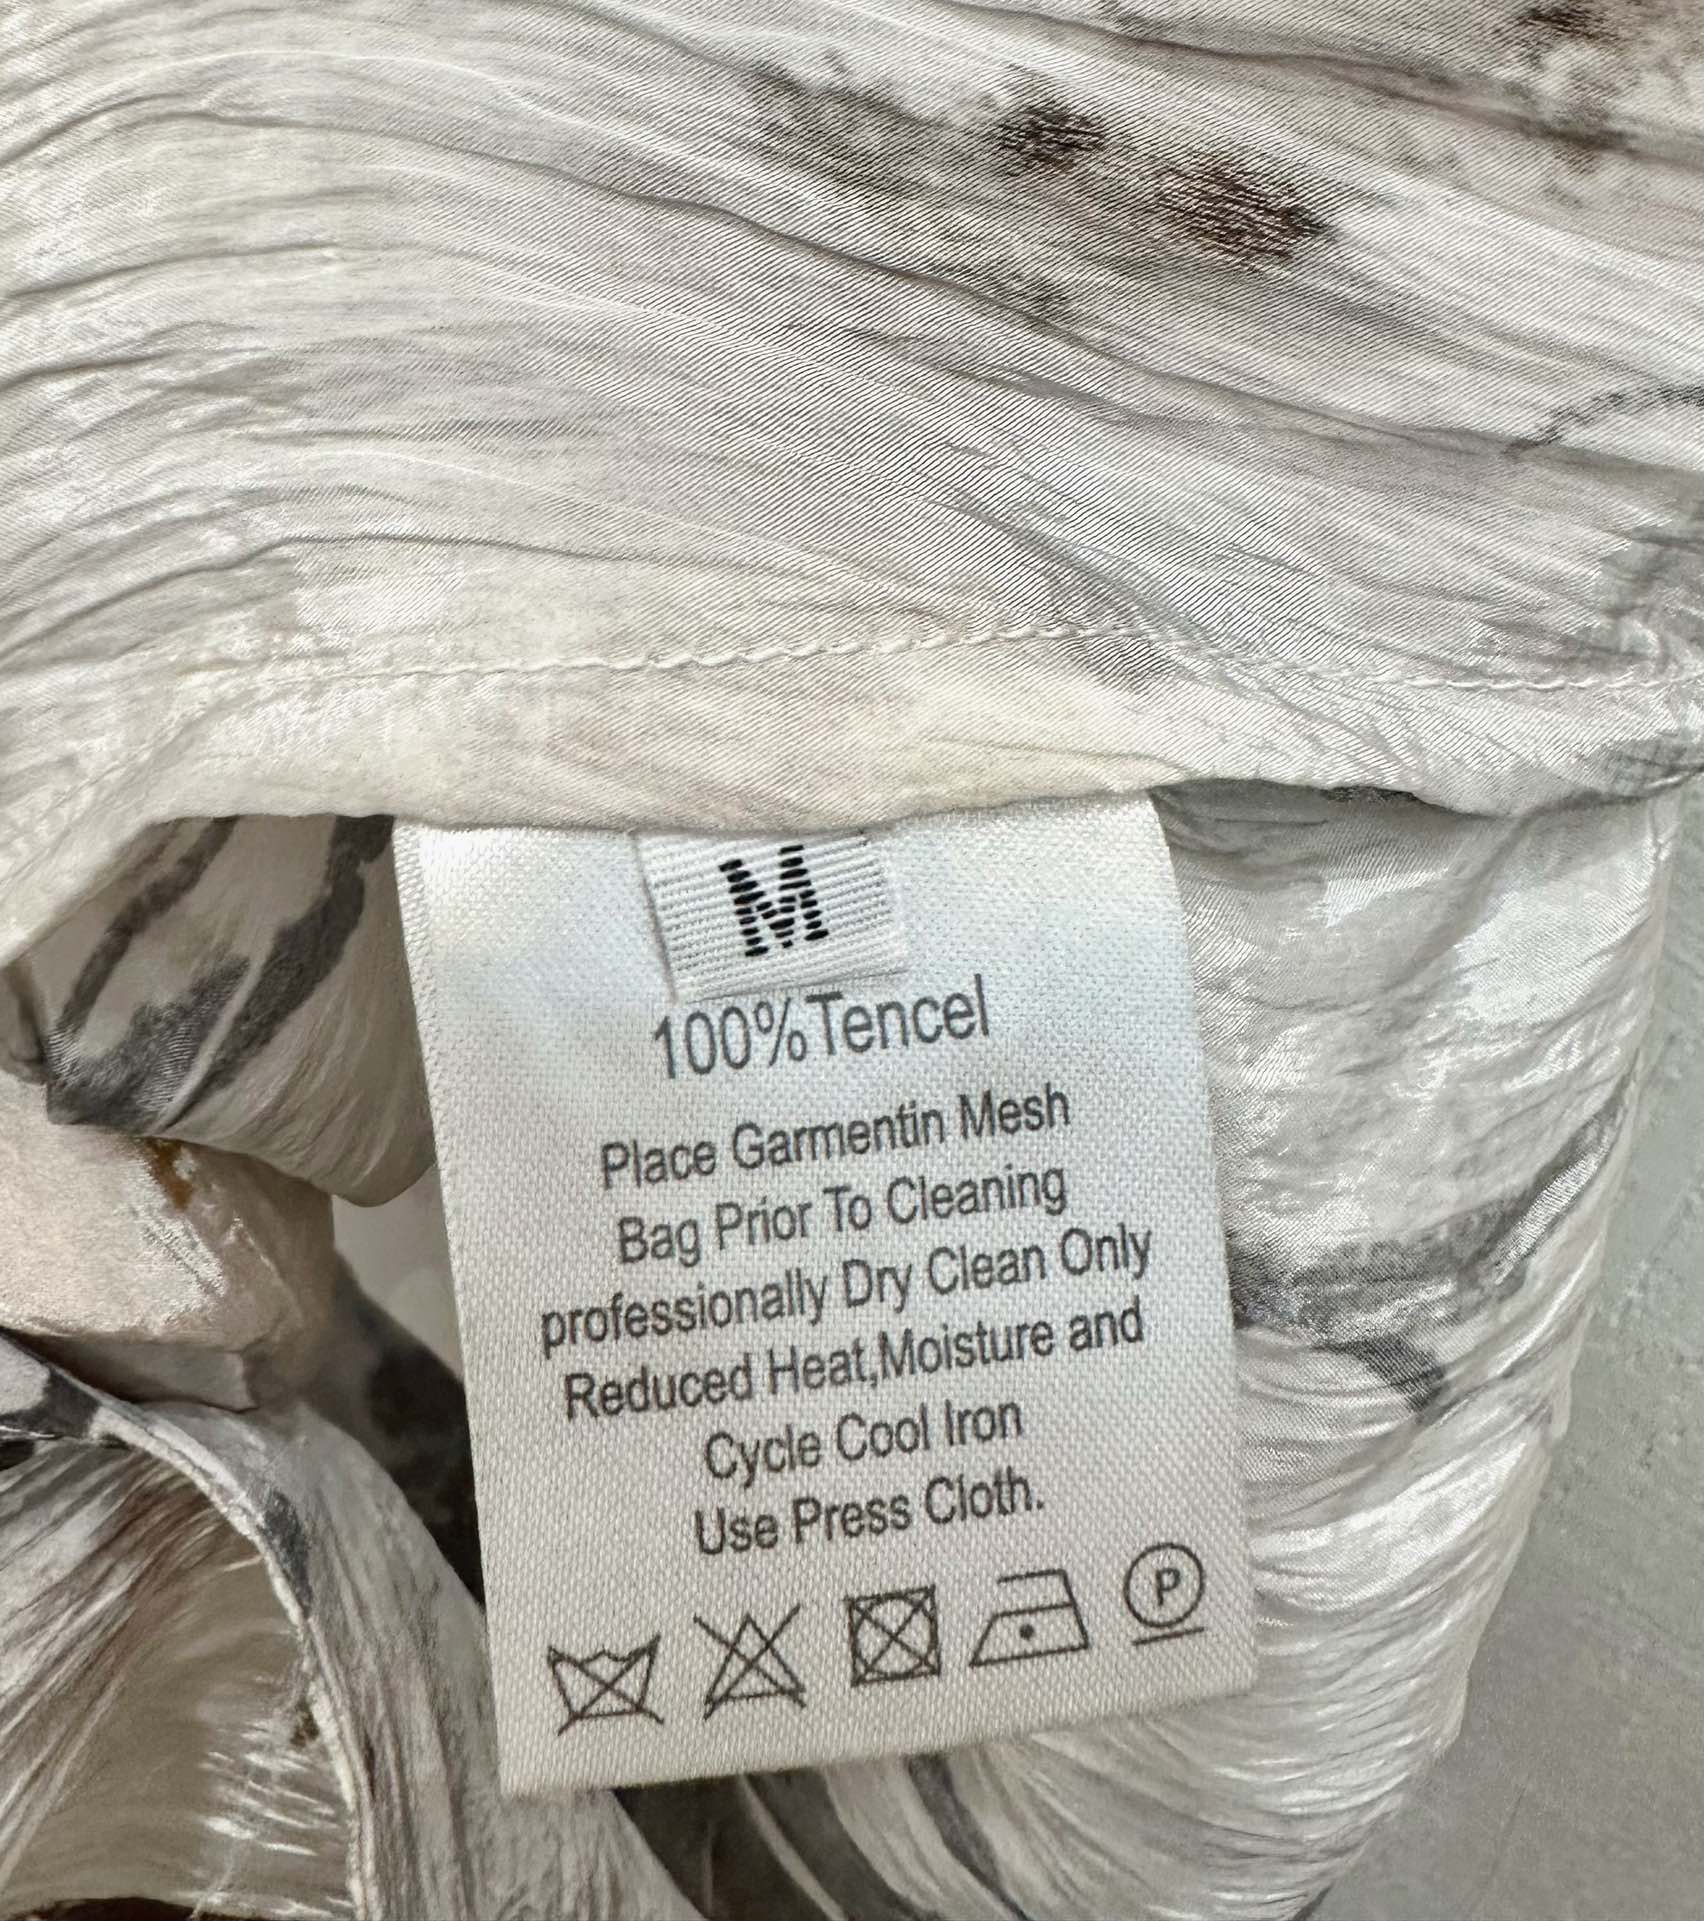 M
100%Tencel
Place Garmentin Mesh
Bag Prior To Cleaning
professionally Dry Clean Only
Reduced Heat,Moisture and
Cycle Cool Iron
Use Press Cloth.
P